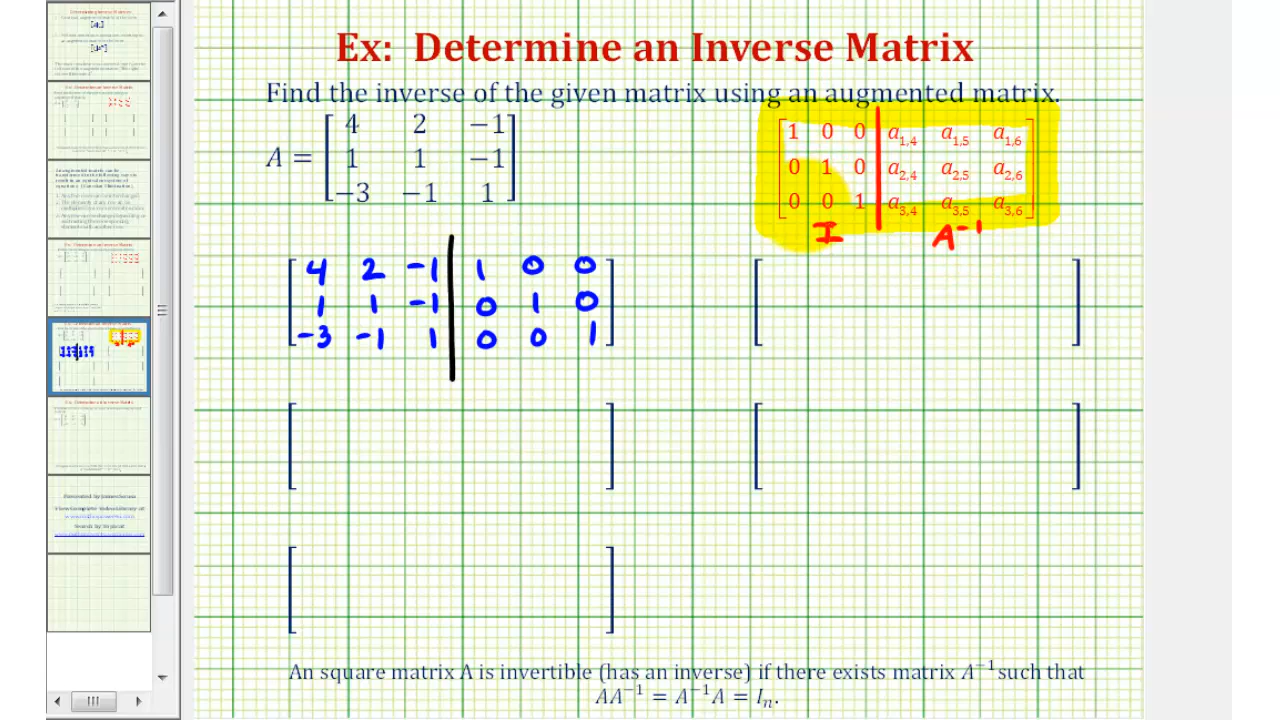 Ex: Determine an Inverse Matrix
Find the inverse of the given matrix using an augmented matrix.
A = [4 2 −1
1 1 −1
−3 −1 1]
[1 0 0 | a1,4 a1,5 a1,6
0 1 0 | a2,4 a2,5 a2,6
0 0 1 | a3,4 a3,5 a3,6]
I A⁻¹
[4 2 -1 | 1 0 0
1 1 -1 | 0 1 0
-3 -1 1 | 0 0 1]
An square matrix A is invertible (has an inverse) if there exists matrix A⁻¹ such that
AA⁻¹ = A⁻¹A = Iₙ.